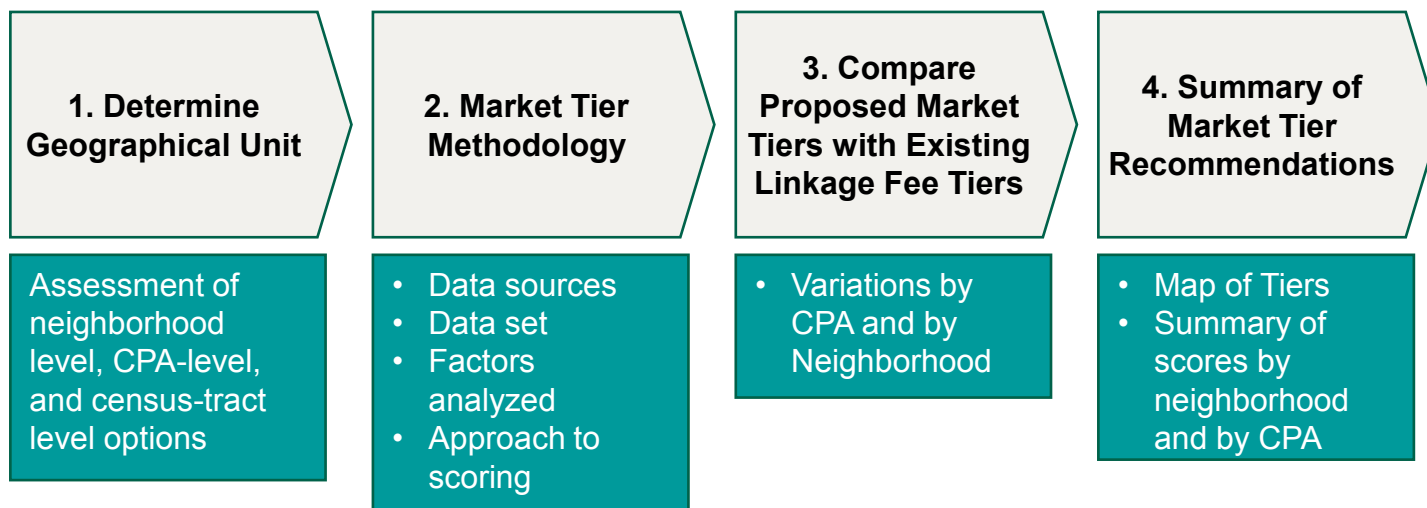 1. Determine
Geographical Unit
Assessment of
neighborhood
level, CPA-level,
and census-tract
level options
2. Market Tier
Methodology
• Data sources
• Data set
• Factors
analyzed
• Approach to
scoring
3. Compare
Proposed Market
Tiers with Existing
Linkage Fee Tiers
• Variations by
CPA and by
Neighborhood
4. Summary of
Market Tier
Recommendations
• Map of Tiers
• Summary of
scores by
neighborhood
and by CPA